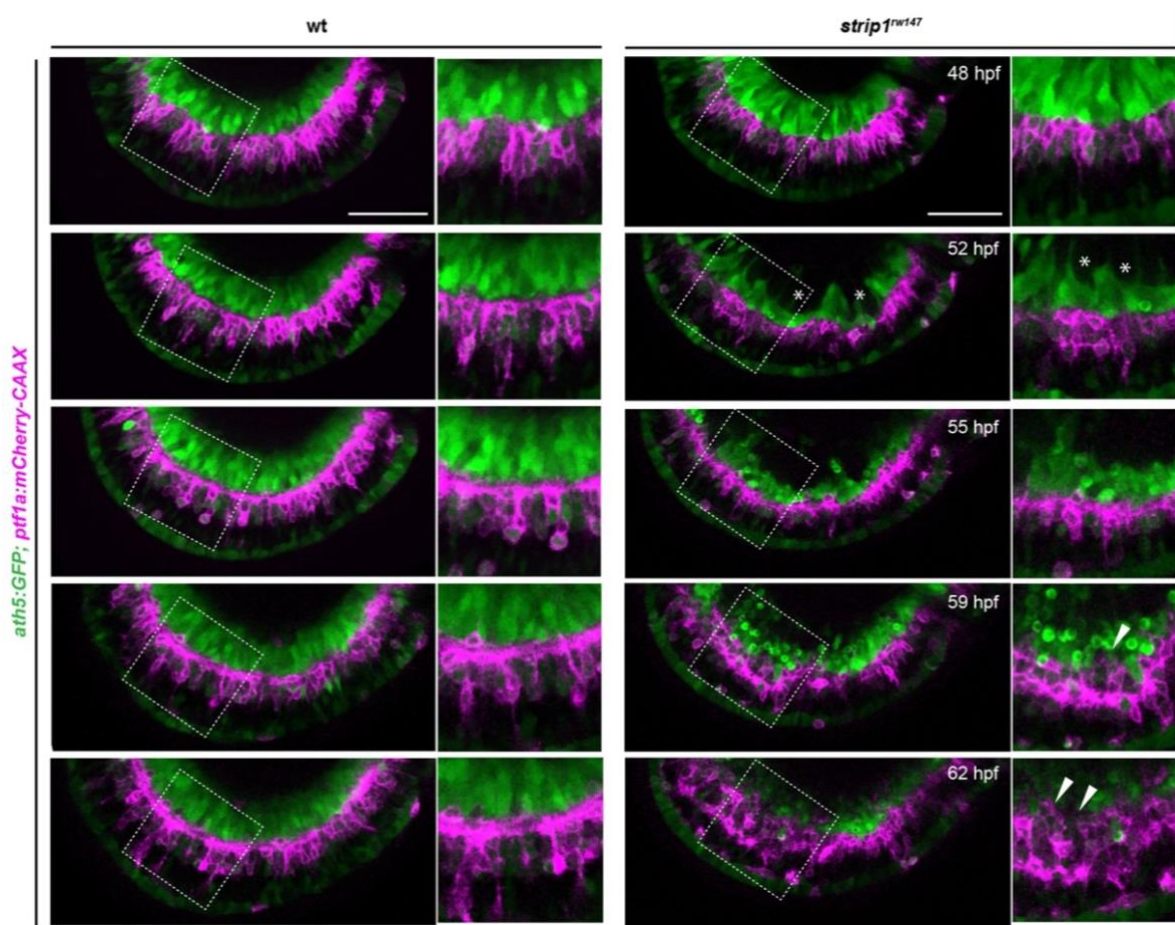 wt
strip1rw147
ath5:GFP; ptf1a:mCherry-CAAX
48 hpf
52 hpf
* *
* *
55 hpf
59 hpf
62 hpf